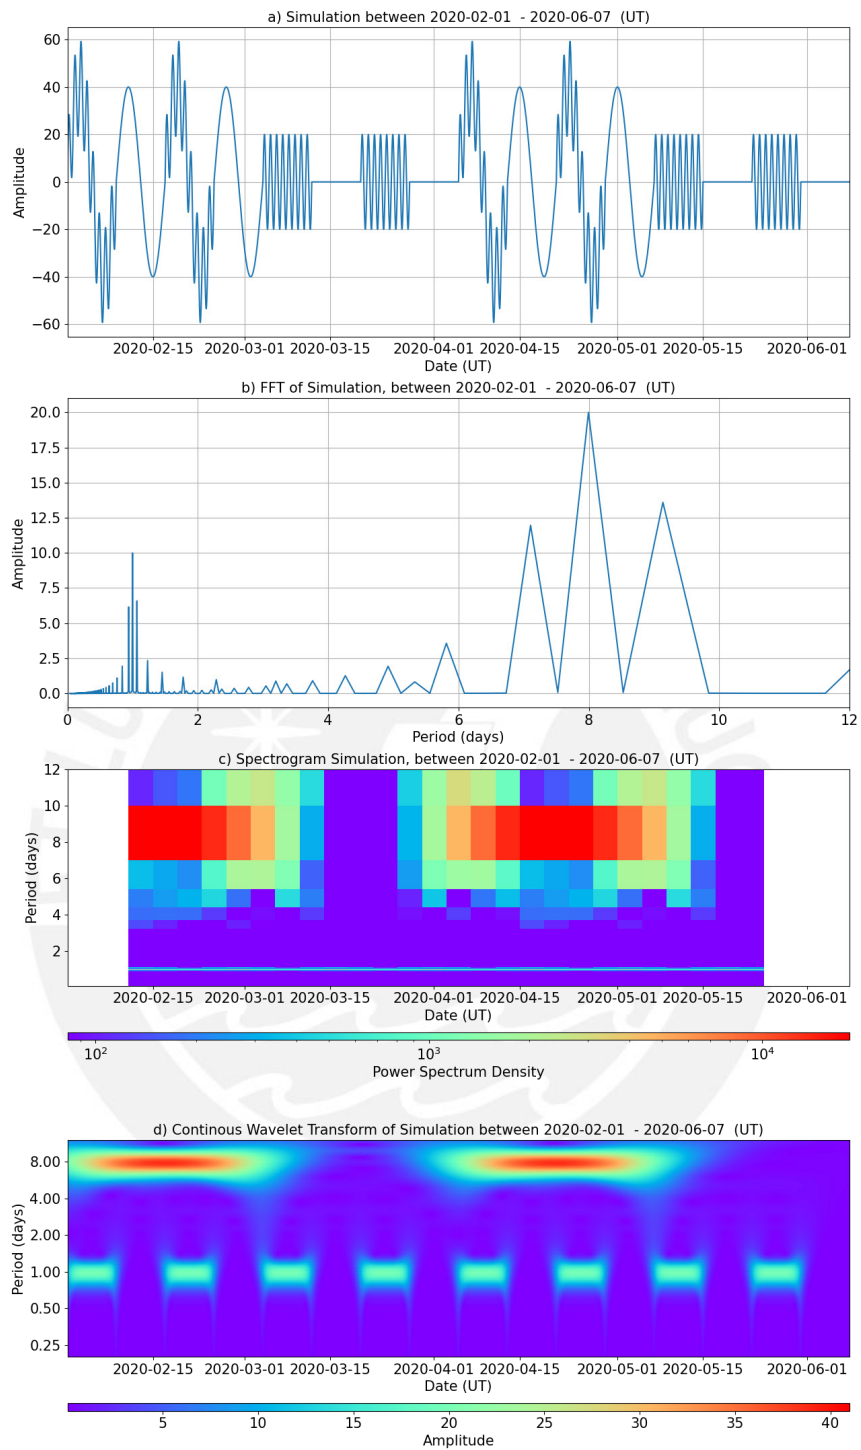 a) Simulation between 2020-02-01 - 2020-06-07 (UT)
60
40
20
0
−20
−40
−60
Amplitude
2020-02-15 2020-03-01 2020-03-15 2020-04-01 2020-04-15 2020-05-01 2020-05-15 2020-06-01
Date (UT)
b) FFT of Simulation, between 2020-02-01 - 2020-06-07 (UT)
20.0
17.5
15.0
12.5
10.0
7.5
5.0
2.5
0.0
Amplitude
0 2 4 6 8 10 12
Period (days)
c) Spectrogram Simulation, between 2020-02-01 - 2020-06-07 (UT)
12
10
8
6
4
2
Period (days)
2020-02-15 2020-03-01 2020-03-15 2020-04-01 2020-04-15 2020-05-01 2020-05-15 2020-06-01
Date (UT)
10² 10³ 10⁴
Power Spectrum Density
d) Continous Wavelet Transform of Simulation between 2020-02-01 - 2020-06-07 (UT)
8.00
4.00
2.00
1.00
0.50
0.25
Period (days)
2020-02-15 2020-03-01 2020-03-15 2020-04-01 2020-04-15 2020-05-01 2020-05-15 2020-06-01
Date (UT)
5 10 15 20 25 30 35 40
Amplitude